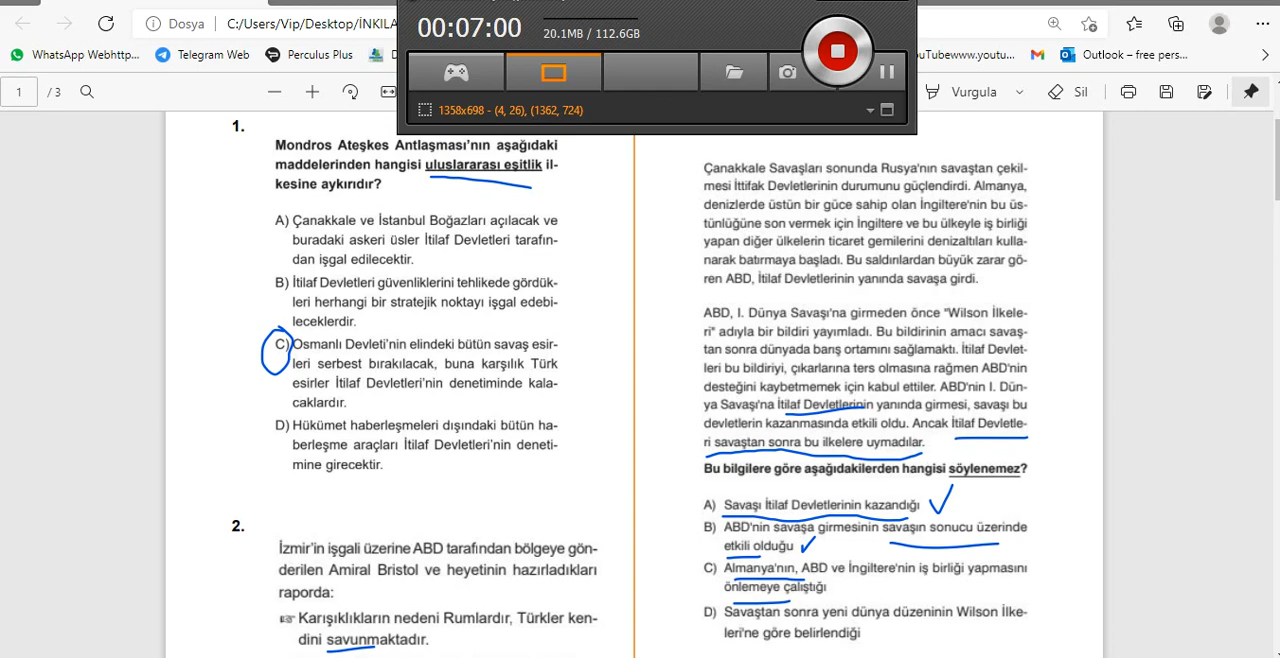 Dosya
C:/Users/Vip/Desktop/İNKILA
00:07:00
20.1MB / 112.6GB
1358x698 - (4, 26), (1362, 724)
WhatsApp Webhttp...
Telegram Web
Perculus Plus
uTubewww.youtu...
Outlook – free pers...
1
/ 3
Vurgula
Sil
1.
Mondros Ateşkes Antlaşması'nın aşağıdaki
maddelerinden hangisi uluslararası eşitlik il-
kesine aykırıdır?
A) Çanakkale ve İstanbul Boğazları açılacak ve
buradaki askeri üsler İtilaf Devletleri tarafın-
dan işgal edilecektir.
B) İtilaf Devletleri güvenliklerini tehlikede gördük-
leri herhangi bir stratejik noktayı işgal edebi-
leceklerdir.
C) Osmanlı Devleti'nin elindeki bütün savaş esir-
leri serbest bırakılacak, buna karşılık Türk
esirler İtilaf Devletleri'nin denetiminde kala-
caklardır.
D) Hükümet haberleşmeleri dışındaki bütün ha-
berleşme araçları İtilaf Devletleri'nin deneti-
mine girecektir.
2.
İzmir'in işgali üzerine ABD tarafından bölgeye gön-
derilen Amiral Bristol ve heyetinin hazırladıkları
raporda:
Karışıklıkların nedeni Rumlardır, Türkler ken-
dini savunmaktadır.
Çanakkale Savaşları sonunda Rusya'nın savaştan çekil-
mesi İttifak Devletlerinin durumunu güçlendirdi. Almanya,
denizlerde üstün bir güce sahip olan İngiltere'nin bu üs-
tünlüğüne son vermek için İngiltere ve bu ülkeyle iş birliği
yapan diğer ülkelerin ticaret gemilerini denizaltıları kulla-
narak batırmaya başladı. Bu saldırılardan büyük zarar gö-
ren ABD, İtilaf Devletlerinin yanında savaşa girdi.
ABD, I. Dünya Savaşı'na girmeden önce "Wilson İlkele-
ri" adıyla bir bildiri yayımladı. Bu bildirinin amacı savaş-
tan sonra dünyada barış ortamını sağlamaktı. İtilaf Devlet-
leri bu bildiriyi, çıkarlarına ters olmasına rağmen ABD'nin
desteğini kaybetmemek için kabul ettiler. ABD'nin I. Dün-
ya Savaşı'na İtilaf Devletlerinin yanında girmesi, savaşı bu
devletlerin kazanmasında etkili oldu. Ancak İtilaf Devletle-
ri savaştan sonra bu ilkelere uymadılar.
Bu bilgilere göre aşağıdakilerden hangisi söylenemez?
A) Savaşı İtilaf Devletlerinin kazandığı
B) ABD'nin savaşa girmesinin savaşın sonucu üzerinde
etkili olduğu
C) Almanya'nın, ABD ve İngiltere'nin iş birliği yapmasını
önlemeye çalıştığı
D) Savaştan sonra yeni dünya düzeninin Wilson İlke-
leri'ne göre belirlendiği